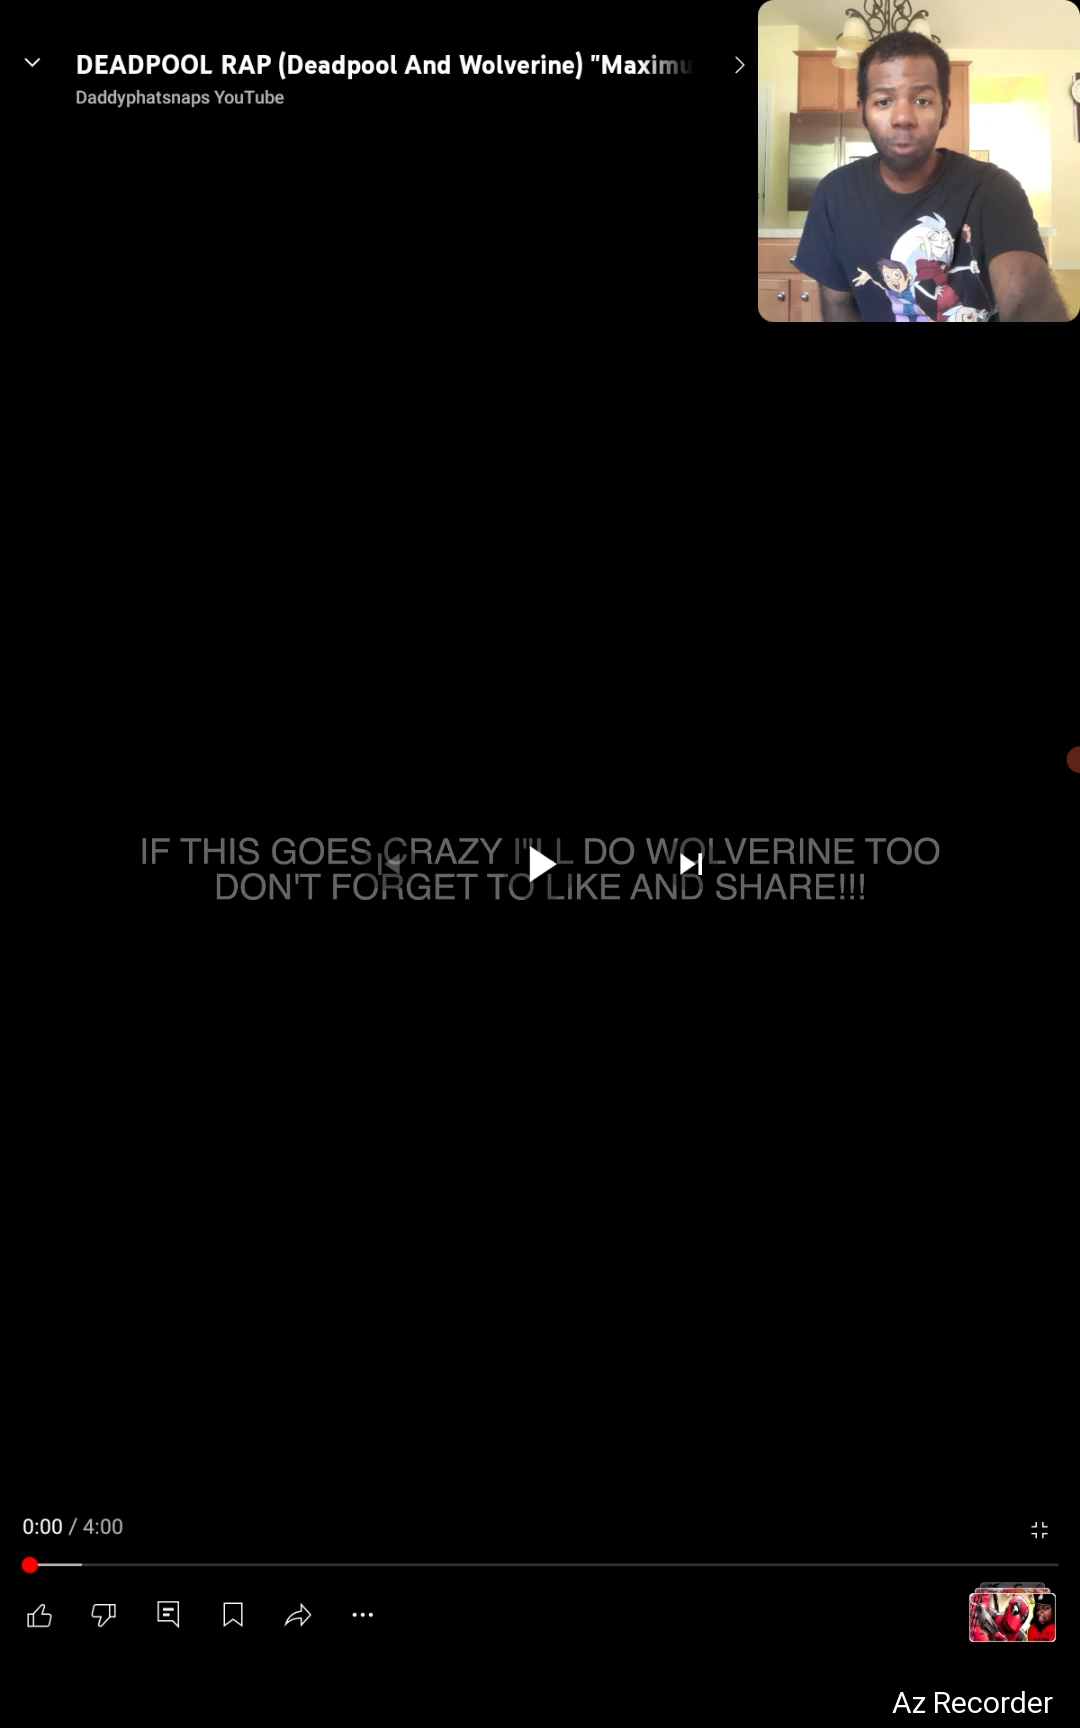 DEADPOOL RAP (Deadpool And Wolverine) "Maximu
Daddyphatsnaps YouTube
IF THIS GOES CRAZY I"LL DO WOLVERINE TOO
DON'T FORGET TO LIKE AND SHARE!!!
0:00 / 4:00
Az Recorder